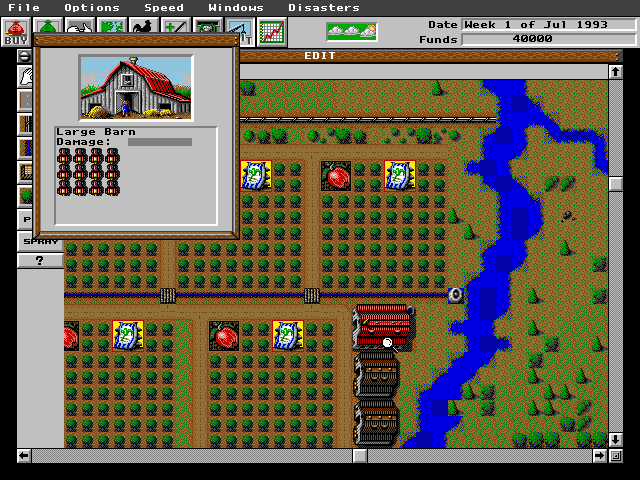 File Options Speed Windows Disasters
BUY
Date Week 1 of Jul 1993
Funds 40000
EDIT
Large Barn
Damage:
SPRAY
?